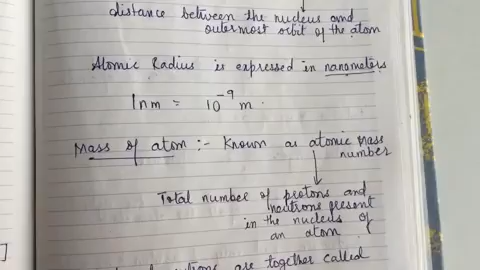 distance between the nucleus and
outermost orbit of the atom
Atomic Radius is expressed in nanometers
1nm = 10⁻⁹ m.
Mass of atom :- Known as atomic mass
number
Total number of protons and
neutrons present
in the nucleus of
an atom
are together called
]